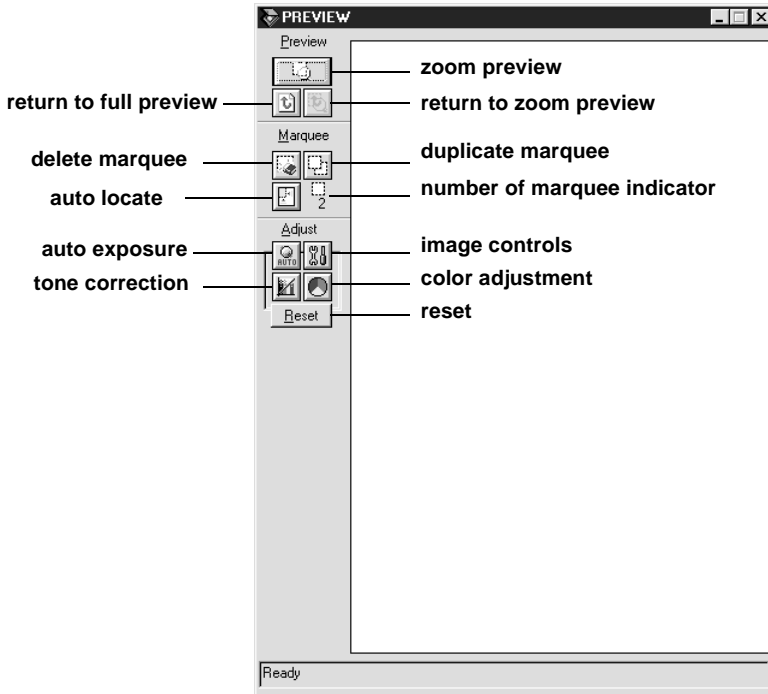 PREVIEW
Preview
zoom preview
return to full preview
return to zoom preview
Marquee
delete marquee
duplicate marquee
auto locate
number of marquee indicator
2
Adjust
auto exposure
AUTO
image controls
tone correction
color adjustment
Reset
reset
Ready